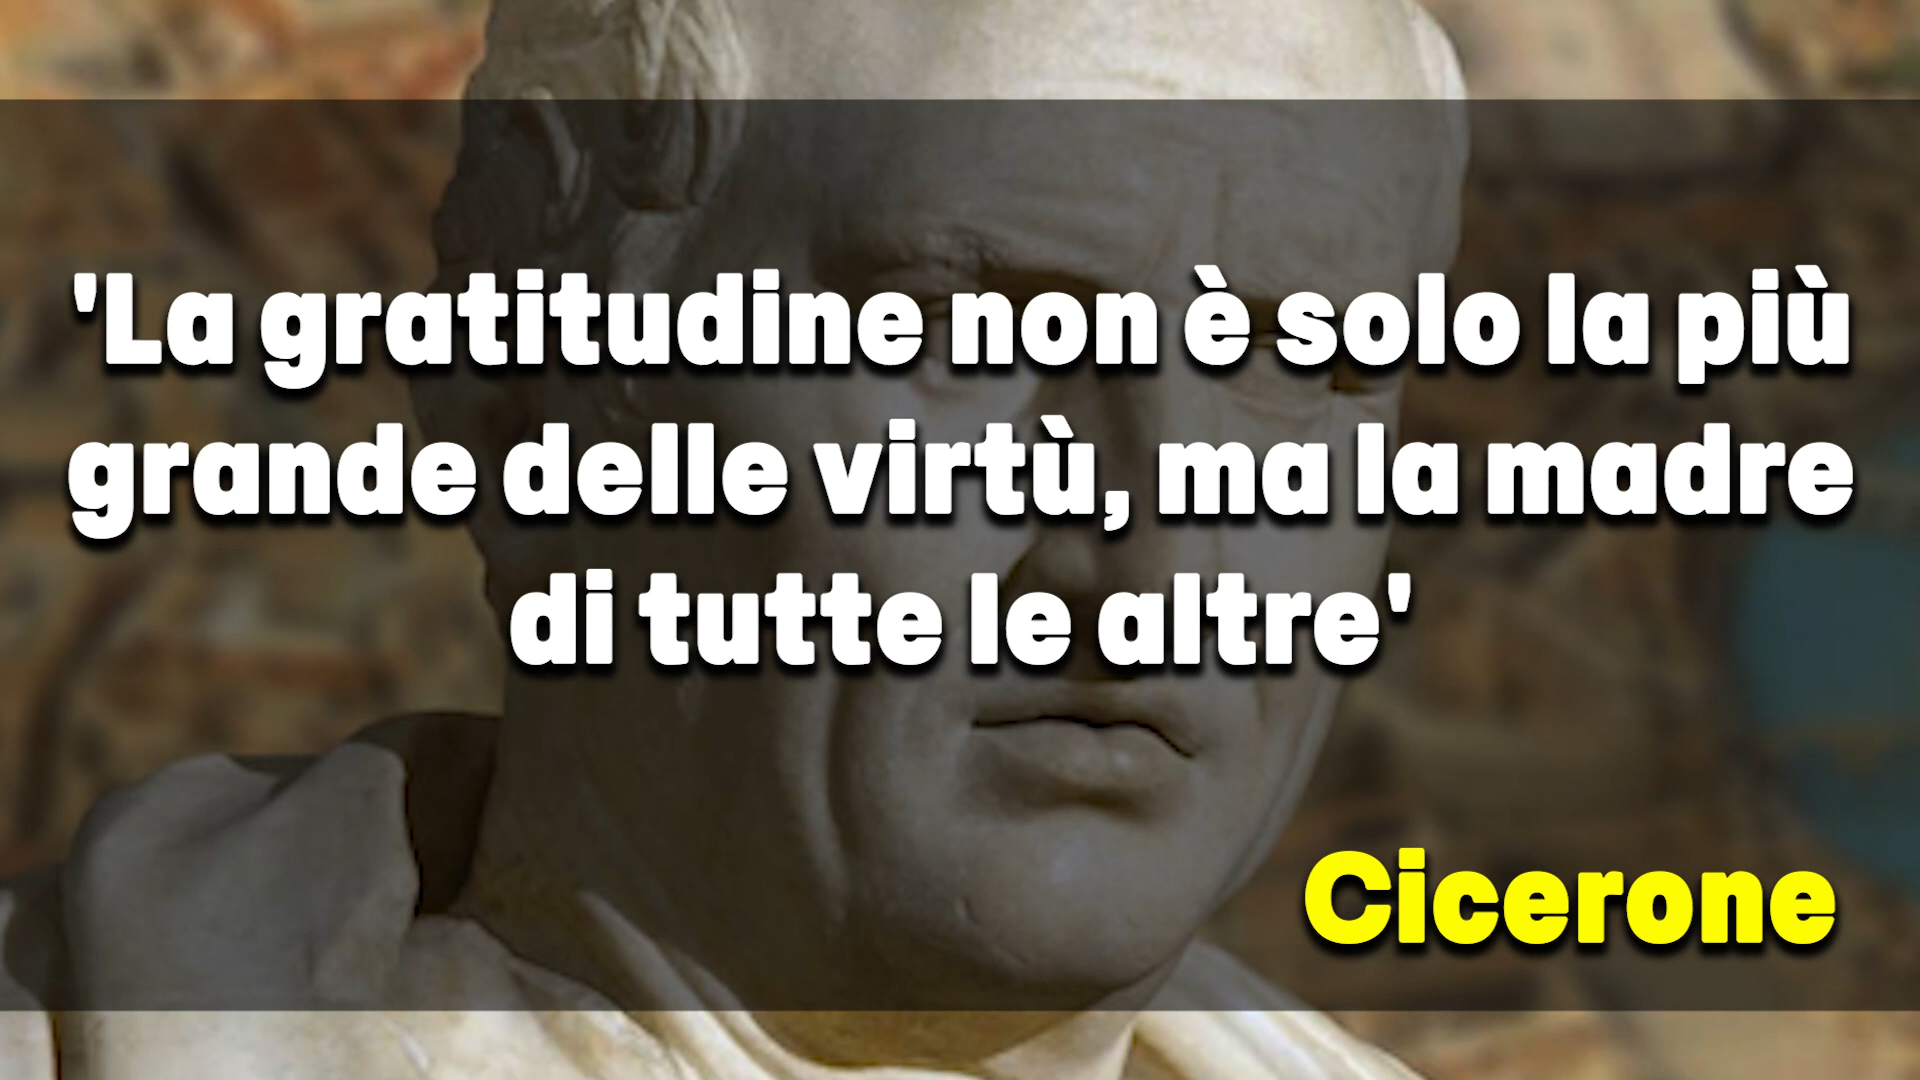 'La gratitudine non è solo la più
grande delle virtù, ma la madre
di tutte le altre'
Cicerone